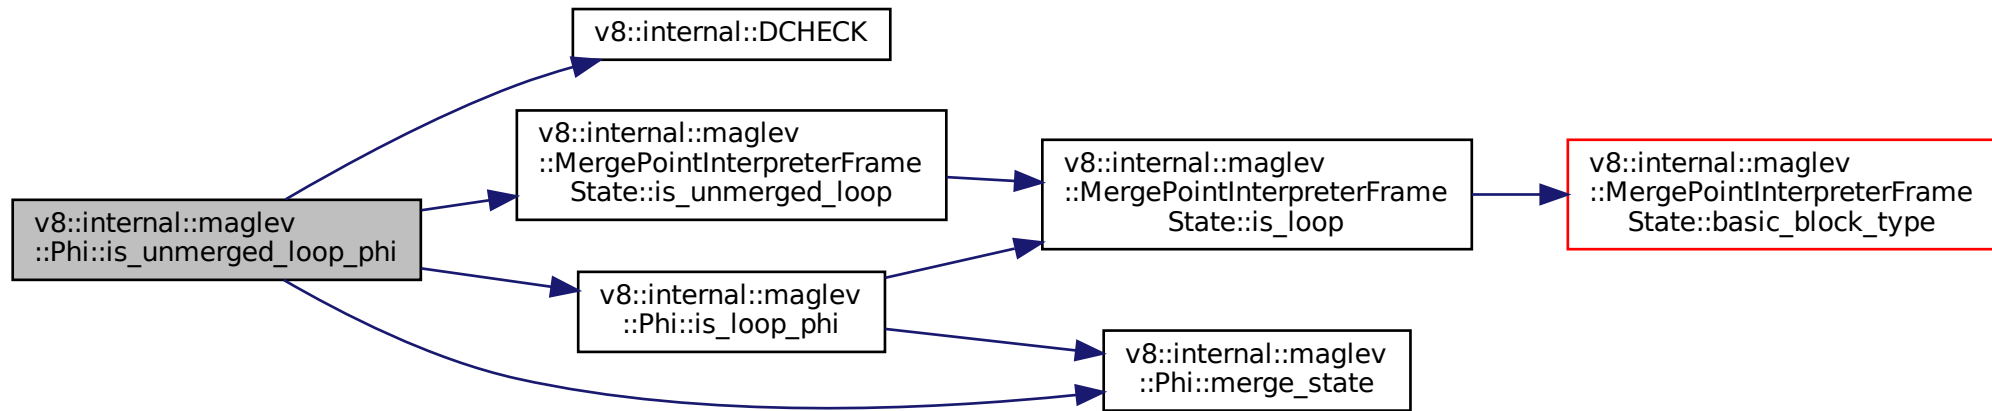 v8::internal::maglev
::Phi::is_unmerged_loop_phi
v8::internal::DCHECK
v8::internal::maglev
::MergePointInterpreterFrame
State::is_unmerged_loop
v8::internal::maglev
::Phi::is_loop_phi
v8::internal::maglev
::MergePointInterpreterFrame
State::is_loop
v8::internal::maglev
::Phi::merge_state
v8::internal::maglev
::MergePointInterpreterFrame
State::basic_block_type